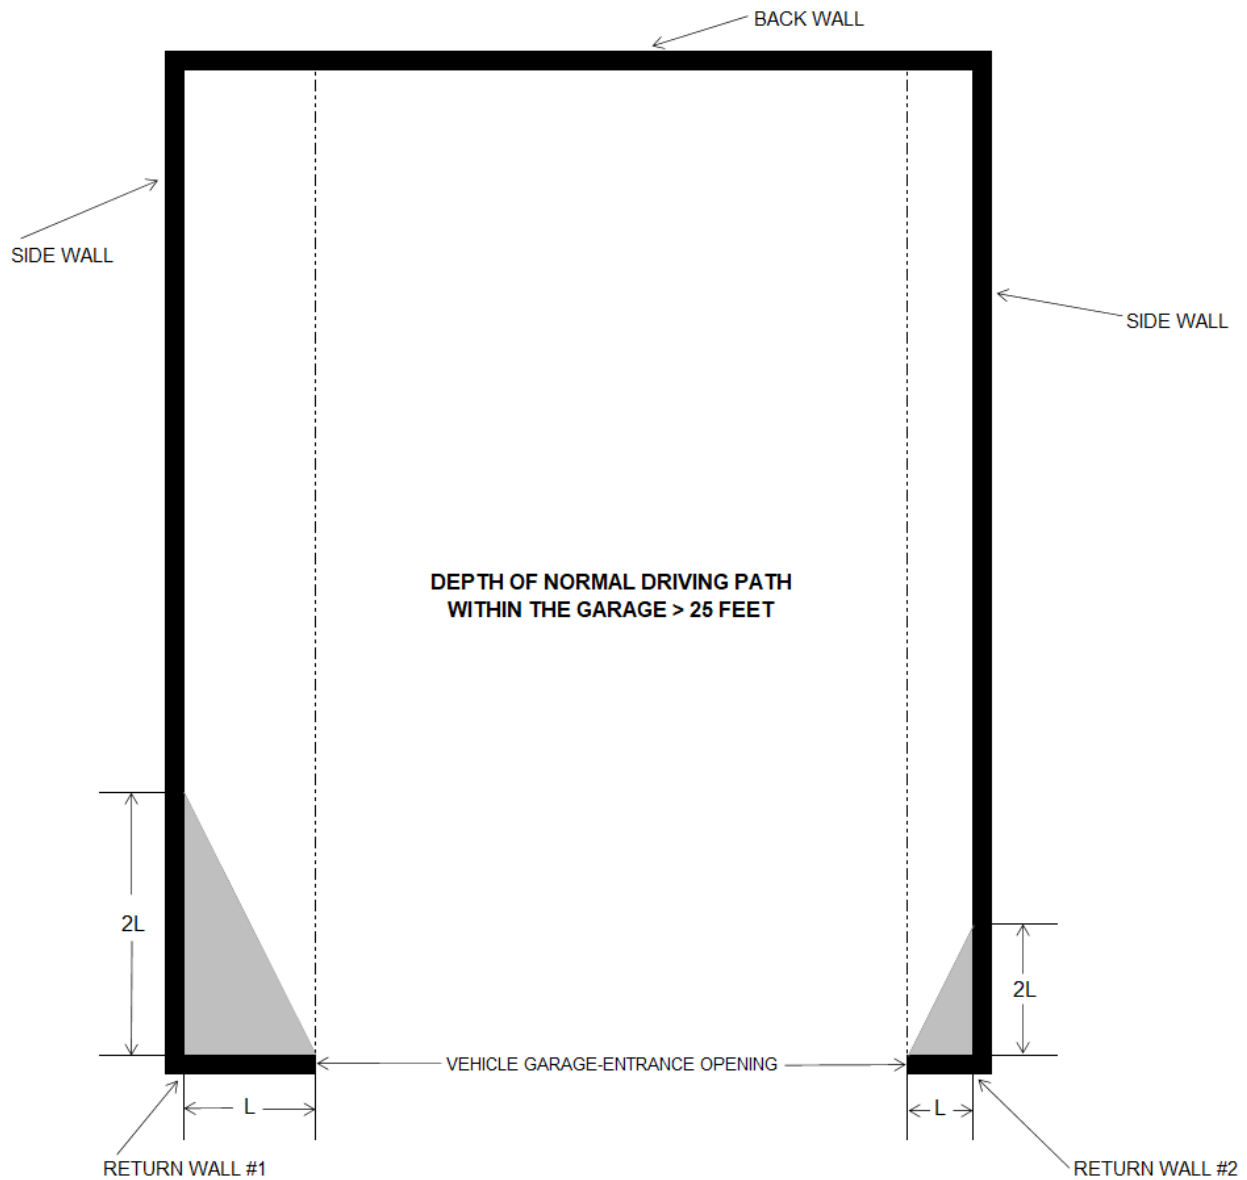 BACK WALL
SIDE WALL
SIDE WALL
DEPTH OF NORMAL DRIVING PATH
WITHIN THE GARAGE > 25 FEET
2L
2L
VEHICLE GARAGE-ENTRANCE OPENING
L
L
RETURN WALL #1
RETURN WALL #2